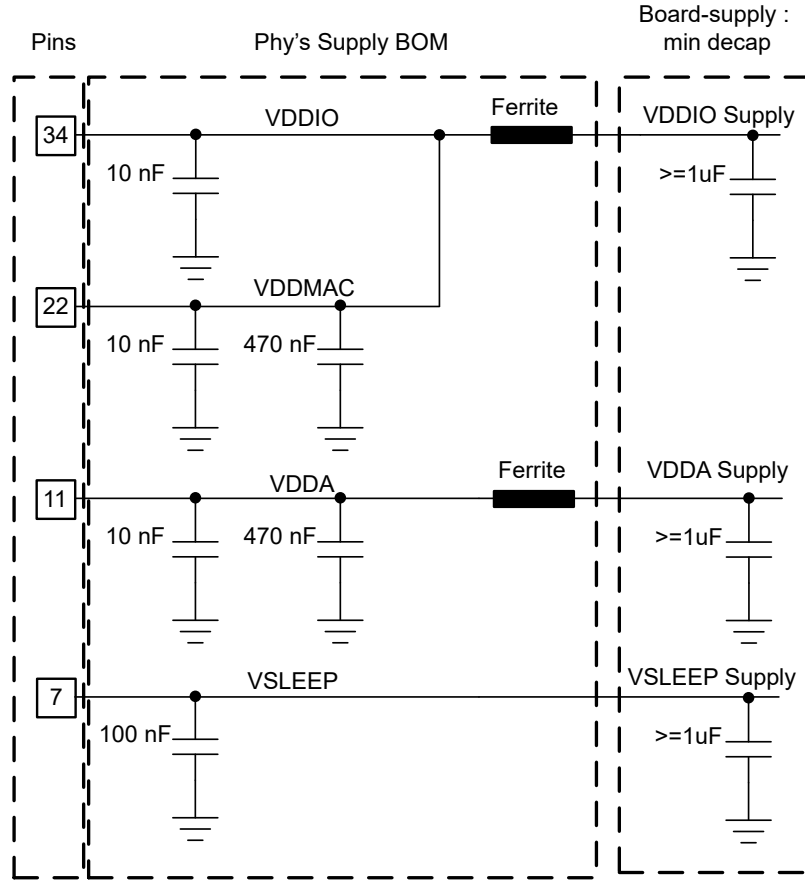 Board-supply :
min decap
Pins
Phy's Supply BOM
VDDIO
Ferrite
VDDIO Supply
34
10 nF
>=1uF
VDDMAC
22
10 nF
470 nF
VDDA
Ferrite
VDDA Supply
11
10 nF
470 nF
>=1uF
VSLEEP
VSLEEP Supply
7
100 nF
>=1uF